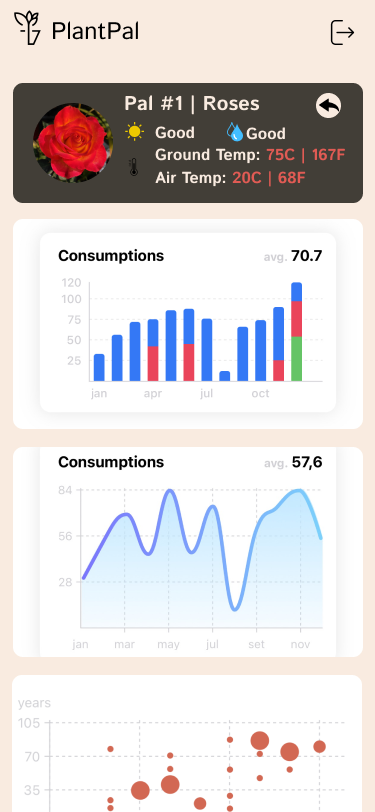 PlantPal
Pal #1 | Roses
Good Good
Ground Temp: 75C | 167F
Air Temp: 20C | 68F
Consumptions avg. 70.7
120
100
75
50
25
jan apr jul oct
Consumptions avg. 57,6
84
56
28
jan mar may jul set nov
years
105
70
35